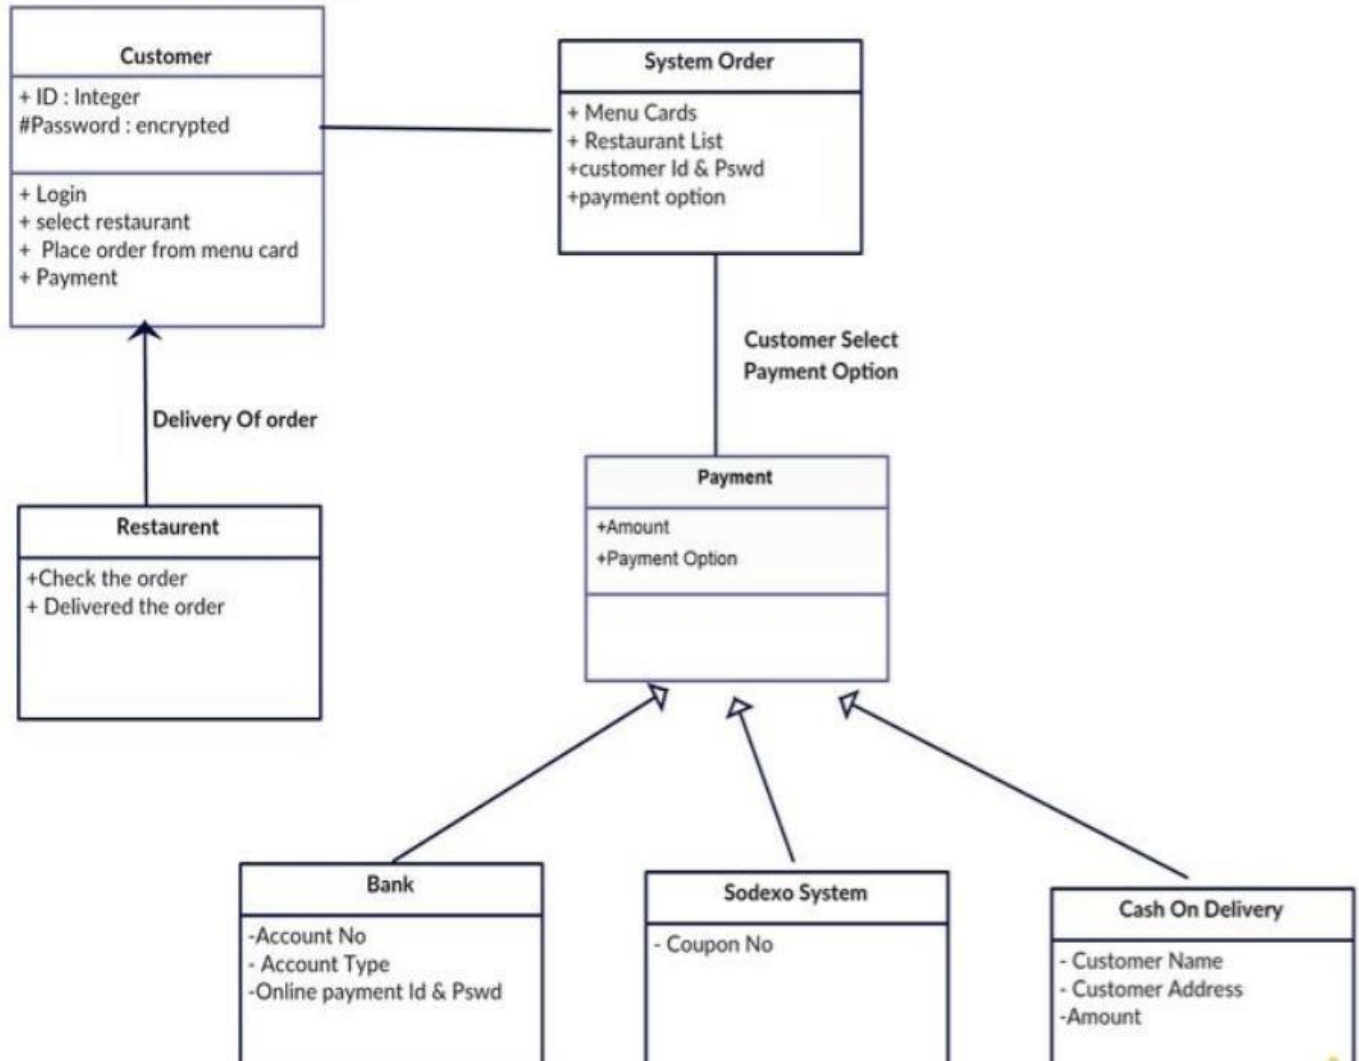 Customer
+ ID : Integer
#Password : encrypted
+ Login
+ select restaurant
+ Place order from menu card
+ Payment
System Order
+ Menu Cards
+ Restaurant List
+customer Id & Pswd
+payment option
Customer Select
Payment Option
Delivery Of order
Restaurent
+Check the order
+ Delivered the order
Payment
+Amount
+Payment Option
Bank
-Account No
- Account Type
-Online payment Id & Pswd
Sodexo System
- Coupon No
Cash On Delivery
- Customer Name
- Customer Address
-Amount